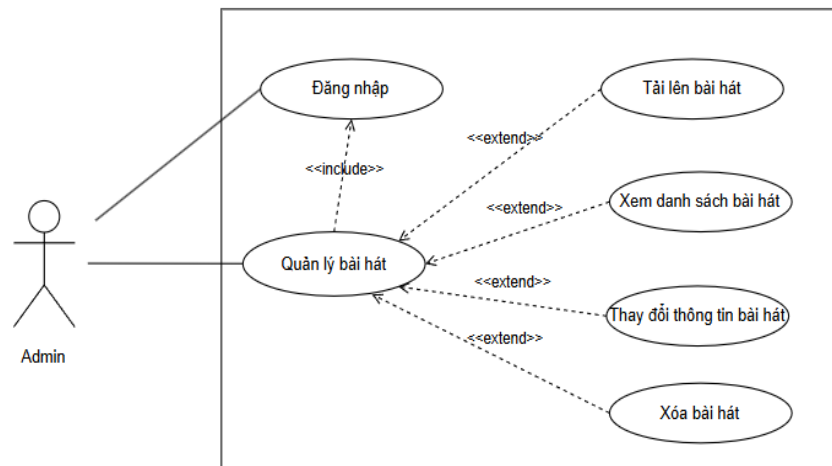 Đăng nhập
Tải lên bài hát
<<extend>>
<<include>>
Xem danh sách bài hát
<<extend>>
Quản lý bài hát
<<extend>>
Thay đổi thông tin bài hát
<<extend>>
Admin
Xóa bài hát